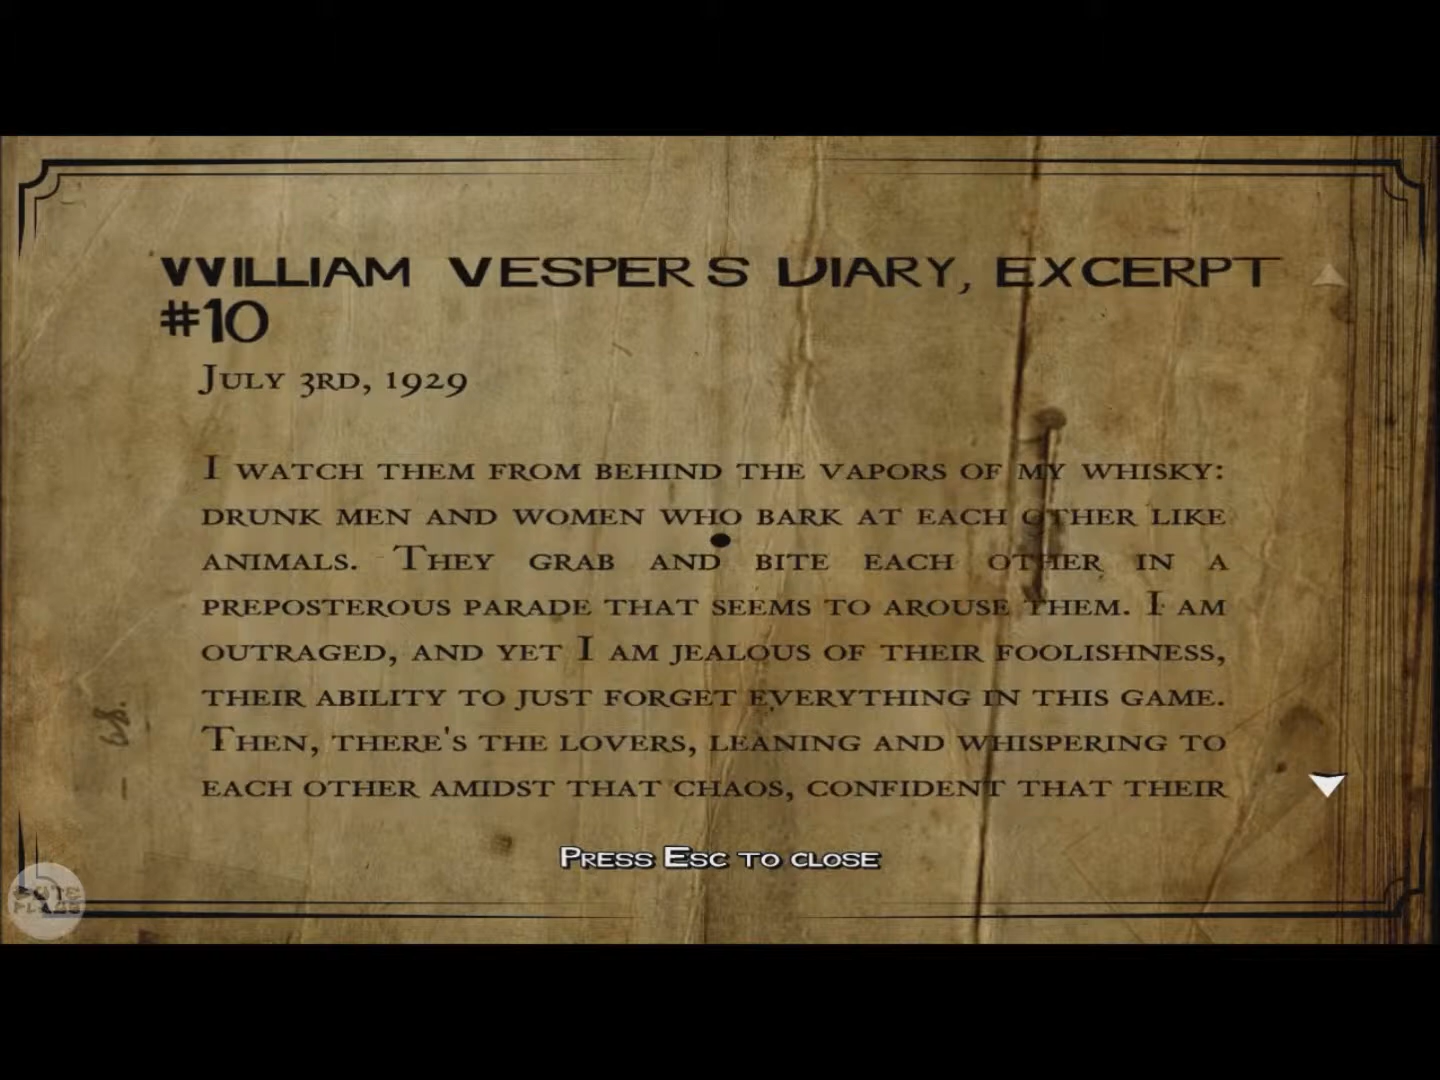 WILLIAM VESPER S DIARY, EXCERPT
#10
JULY 3RD, 1929
I WATCH THEM FROM BEHIND THE VAPORS OF MY WHISKY:
DRUNK MEN AND WOMEN WHO BARK AT EACH OTHER LIKE
ANIMALS. THEY GRAB AND BITE EACH OTHER IN A
PREPOSTEROUS PARADE THAT SEEMS TO AROUSE THEM. I AM
OUTRAGED, AND YET I AM JEALOUS OF THEIR FOOLISHNESS,
THEIR ABILITY TO JUST FORGET EVERYTHING IN THIS GAME.
THEN, THERE'S THE LOVERS, LEANING AND WHISPERING TO
EACH OTHER AMIDST THAT CHAOS, CONFIDENT THAT THEIR
PRESS ESC TO CLOSE